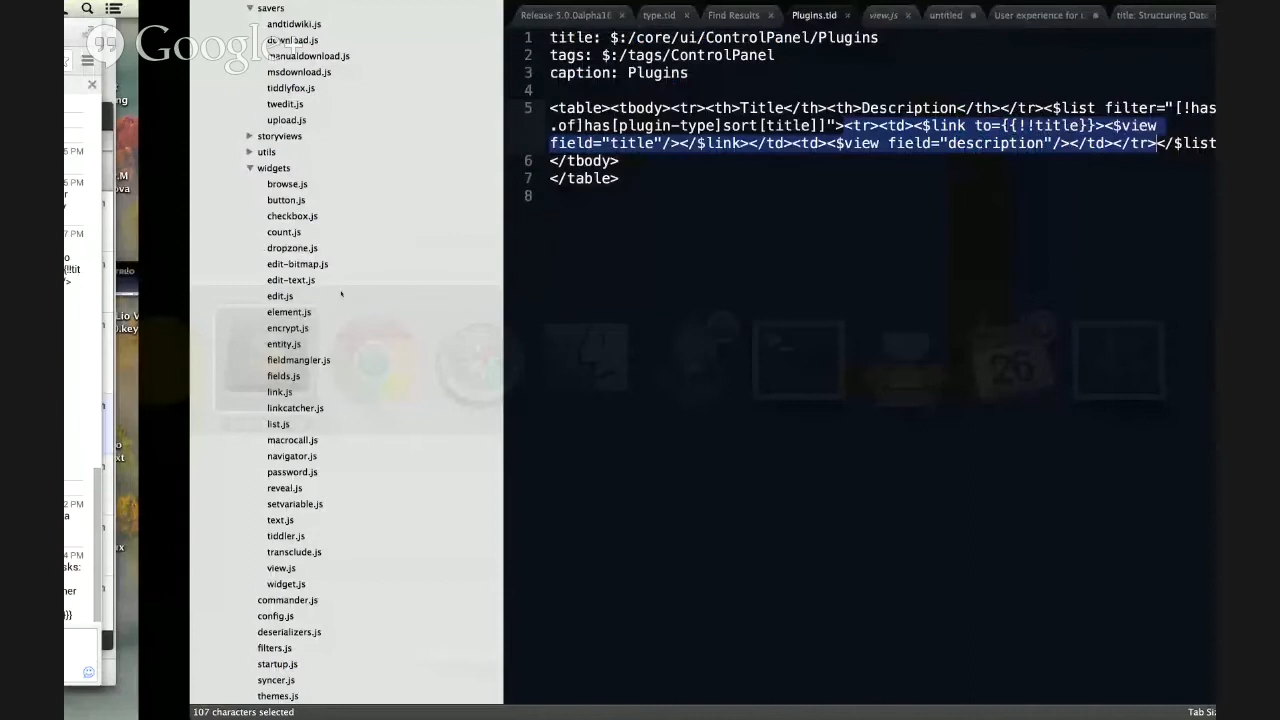 Google+
savers
andtidwiki.js
download.js
manualdownload.js
msdownload.js
tiddlyfox.js
twedit.js
upload.js
storyviews
utils
widgets
browse.js
button.js
checkbox.js
count.js
dropzone.js
edit-bitmap.js
edit-text.js
edit.js
element.js
encrypt.js
entity.js
fieldmangler.js
fields.js
link.js
linkcatcher.js
list.js
macrocall.js
navigator.js
password.js
reveal.js
setvariable.js
text.js
tiddler.js
transclude.js
view.js
widget.js
commander.js
config.js
deserializers.js
filters.js
startup.js
syncer.js
themes.js
107 characters selected
Release 5.0.0alpha1 type.tid Find Results Plugins.tid view.js untitled User experience for title: Structuring Dat
1 title: $:/core/ui/ControlPanel/Plugins
2 tags: $:/tags/ControlPanel
3 caption: Plugins
4
5 <table><tbody><tr><th>Title</th><th>Description</th></tr><$list filter="[!has
.of]has[plugin-type]sort[title]]"><tr><td><$link to={{!!title}}><$view
field="title"/></$link></td><td><$view field="description"/></td></tr></$list
6 </tbody>
7 </table>
8
26
Tab Si